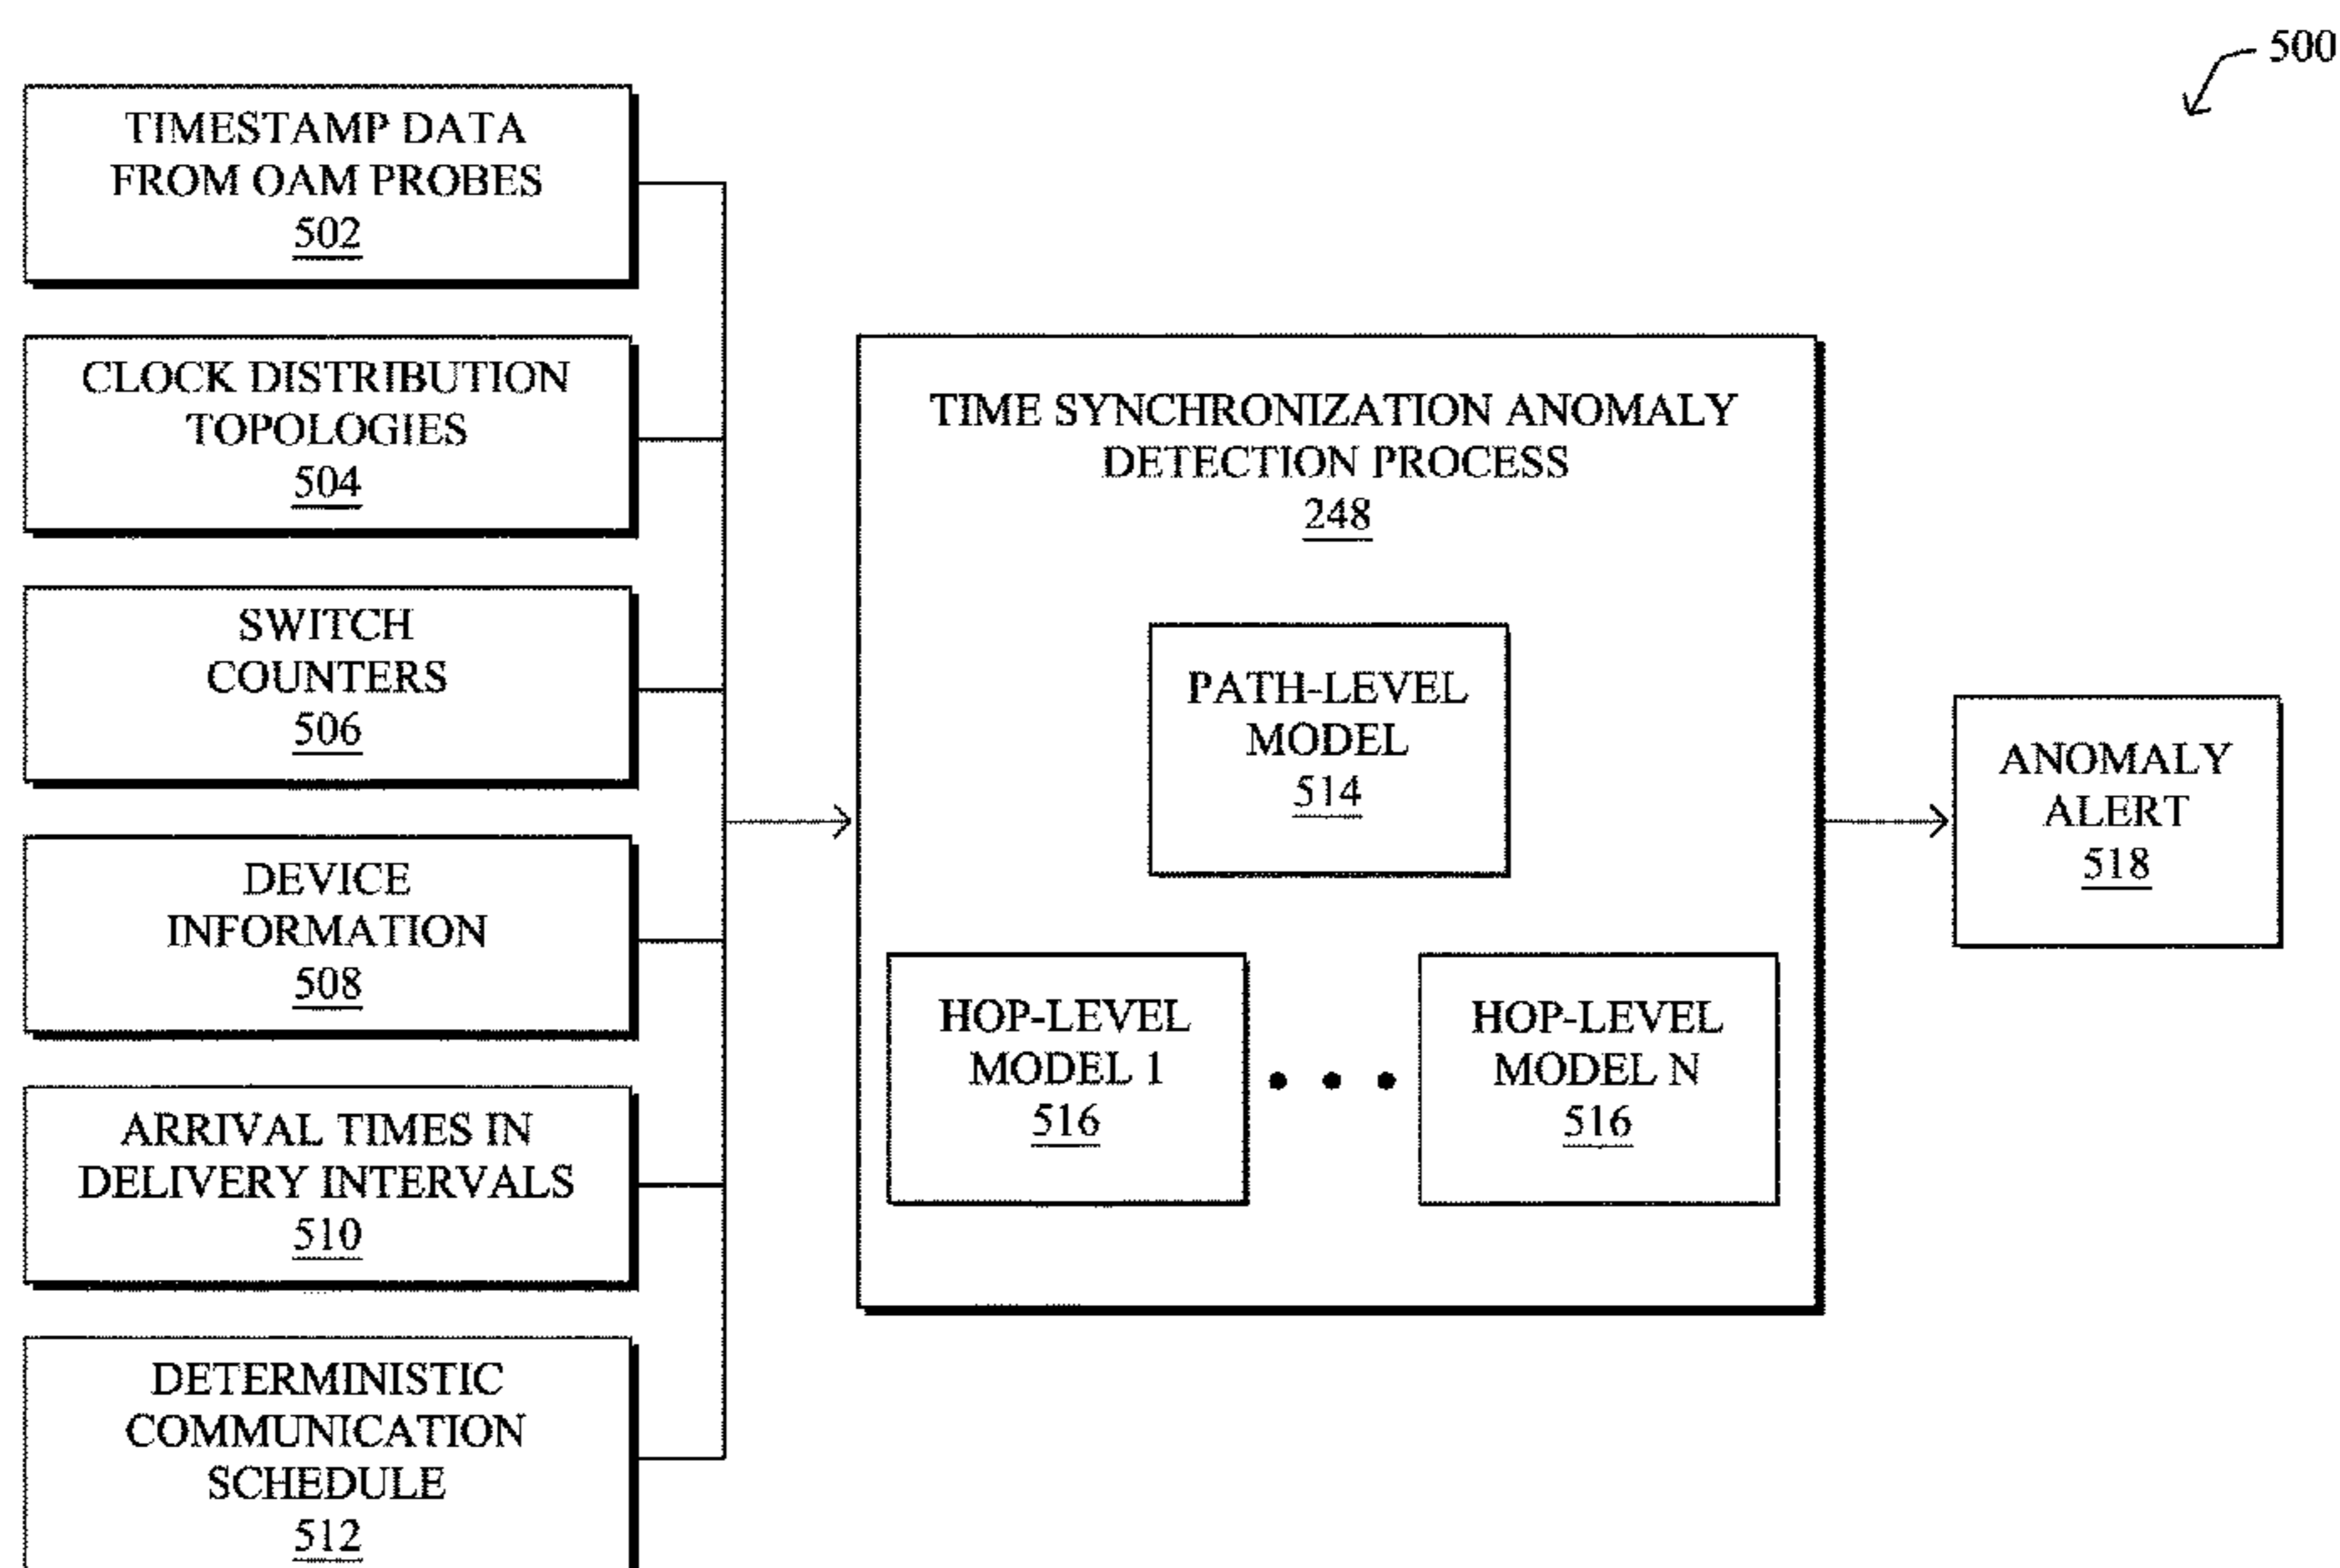 500
TIMESTAMP DATA
FROM OAM PROBES
502
CLOCK DISTRIBUTION
TOPOLOGIES
504
SWITCH
COUNTERS
506
DEVICE
INFORMATION
508
ARRIVAL TIMES IN
DELIVERY INTERVALS
510
DETERMINISTIC
COMMUNICATION
SCHEDULE
512
TIME SYNCHRONIZATION ANOMALY
DETECTION PROCESS
248
PATH-LEVEL
MODEL
514
HOP-LEVEL
MODEL 1
516
HOP-LEVEL
MODEL N
516
ANOMALY
ALERT
518